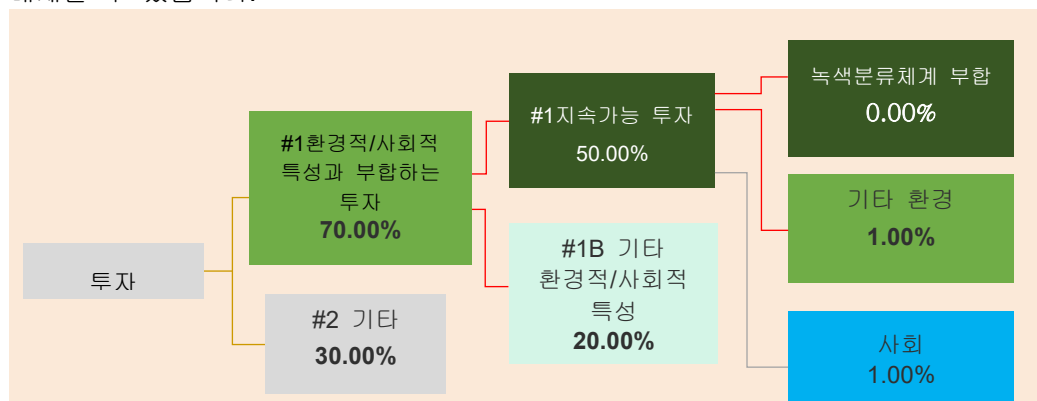 투자
#1환경적/사회적
특성과 부합하는
투자
70.00%
#2 기타
30.00%
#1지속가능 투자
50.00%
#1B 기타
환경적/사회적
특성
20.00%
녹색분류체계 부합
0.00%
기타 환경
1.00%
사회
1.00%